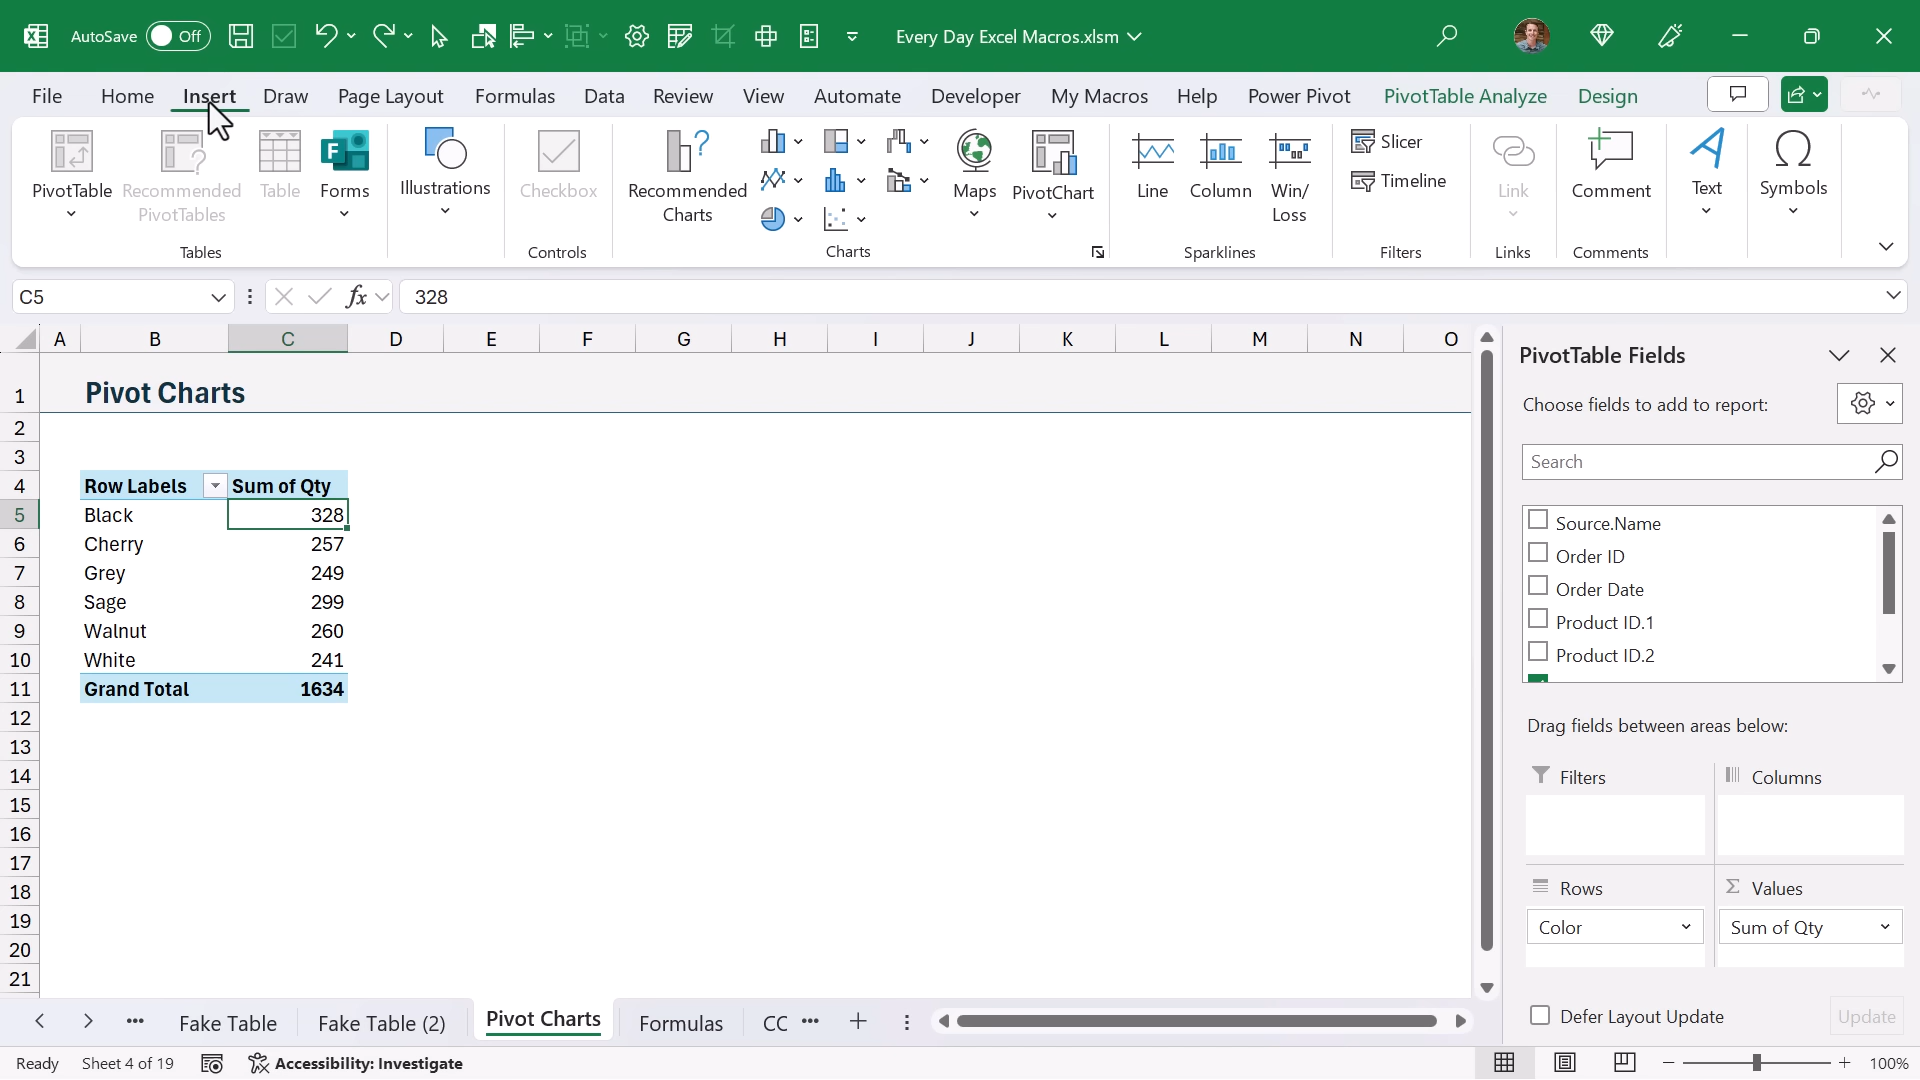 AutoSave Off Every Day Excel Macros.xlsm
File Home Insert Draw Page Layout Formulas Data Review View Automate Developer My Macros Help Power Pivot PivotTable Analyze Design
PivotTable
Recommended
PivotTables
Table
Forms
Tables
Illustrations
Checkbox
Controls
Recommended
Charts
Maps
PivotChart
Charts
Line
Column
Win/
Loss
Sparklines
Slicer
Timeline
Filters
Link
Links
Comment
Comments
Text
Symbols
C5 fx 328
A B C D E F G H I J K L M N O
1 Pivot Charts
2
3
4 Row Labels Sum of Qty
5 Black 328
6 Cherry 257
7 Grey 249
8 Sage 299
9 Walnut 260
10 White 241
11 Grand Total 1634
12
13
14
15
16
17
18
19
20
21
PivotTable Fields
Choose fields to add to report:
Search
Source.Name
Order ID
Order Date
Product ID.1
Product ID.2
Drag fields between areas below:
Filters
Columns
Rows
Σ Values
Color
Sum of Qty
Defer Layout Update Update
Fake Table Fake Table (2) Pivot Charts Formulas CC
Ready Sheet 4 of 19 Accessibility: Investigate 100%